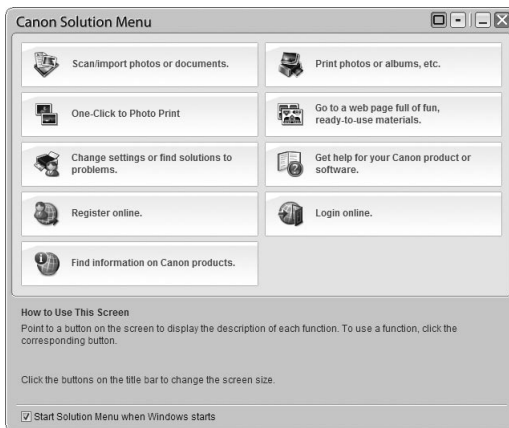 Canon Solution Menu
Scan/import photos or documents.
Print photos or albums, etc.
One-Click to Photo Print
Go to a web page full of fun,
ready-to-use materials.
Change settings or find solutions to
problems.
Get help for your Canon product or
software.
Register online.
Login online.
Find information on Canon products.
How to Use This Screen
Point to a button on the screen to display the description of each function. To use a function, click the
corresponding button.
Click the buttons on the title bar to change the screen size.
Start Solution Menu when Windows starts